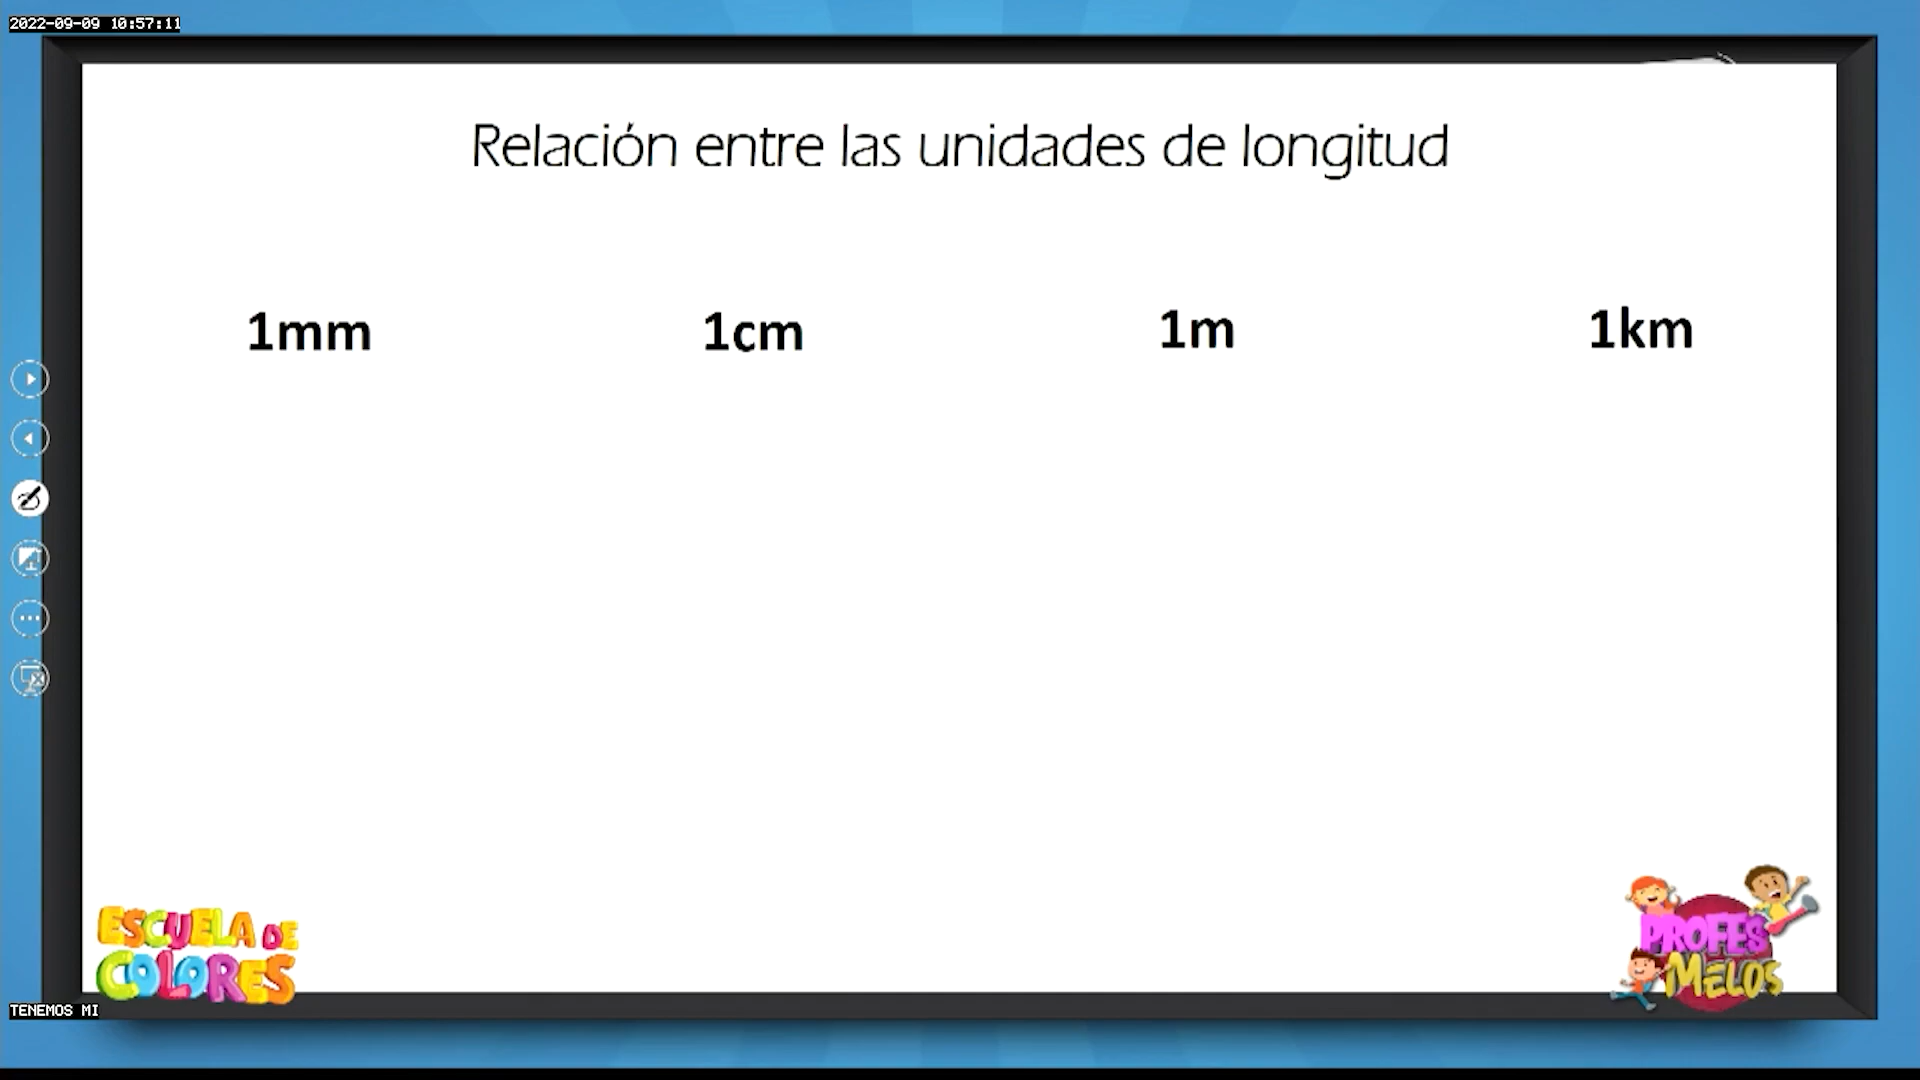 2022-09-09 10:57:11
Relación entre las unidades de longitud
1mm 1cm 1m 1km
ESCUELA DE
COLORES
PROFES
MELOS
TENEMOS MI